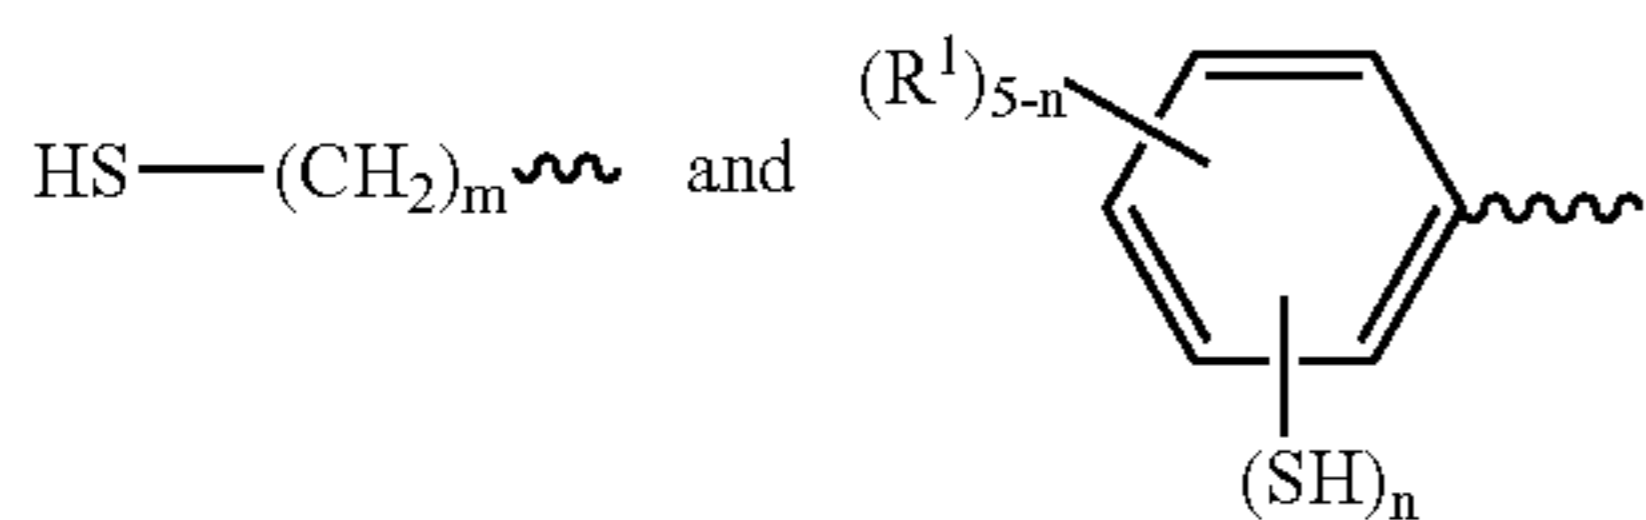 (R¹)₅₋ₙ
HS—(CH₂)ₘ and
(SH)ₙ